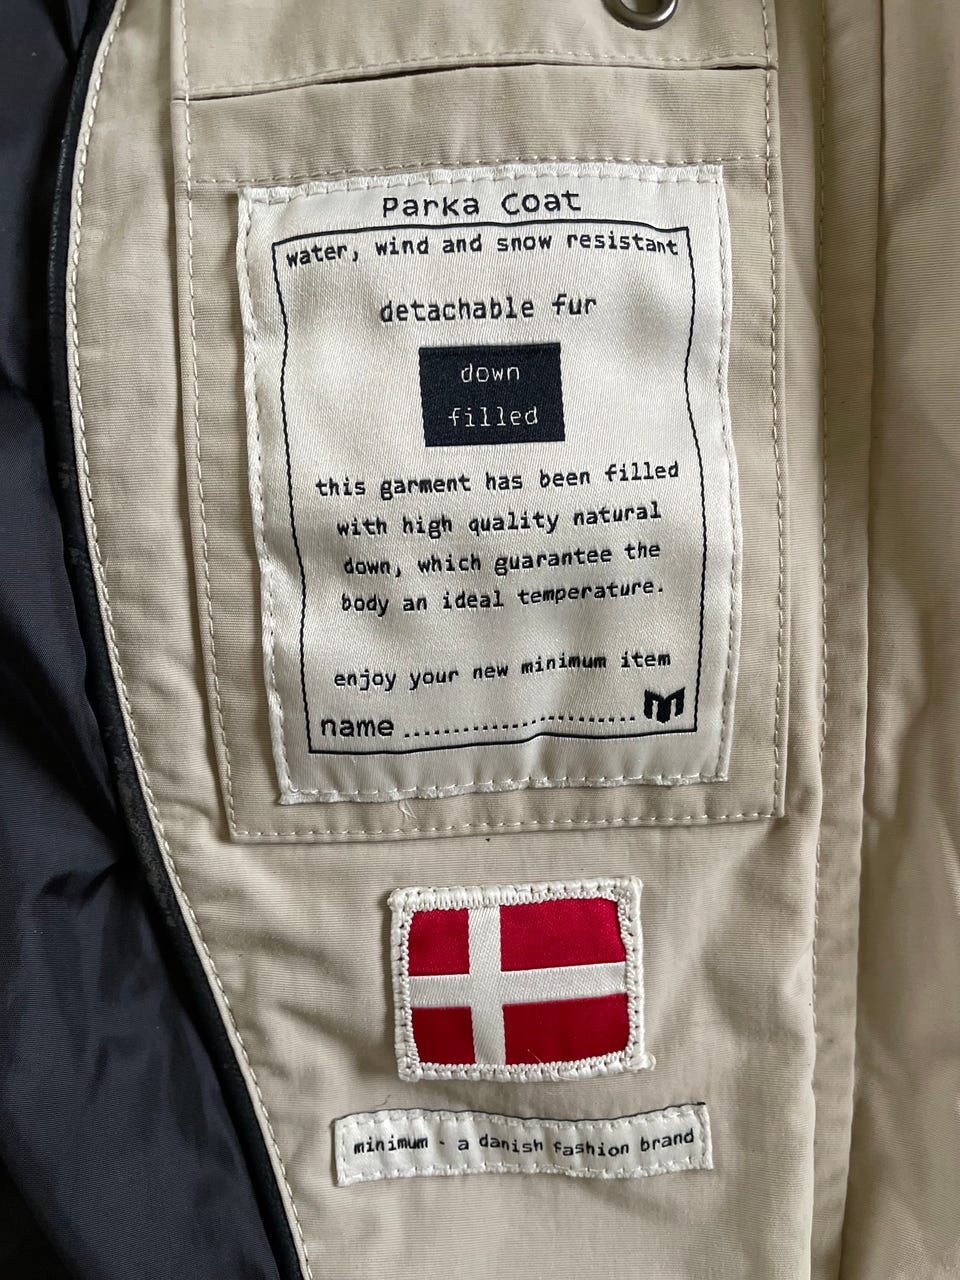 Parka Coat
water, wind and snow resistant
detachable fur
down
filled
this garment has been filled
with high quality natural
down, which guarantee the
body an ideal temperature.
enjoy your new minimum item
name ........................
minimum - a danish fashion brand